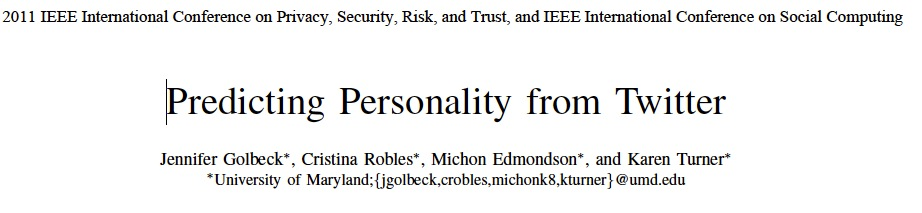 2011 IEEE International Conference on Privacy, Security, Risk, and Trust, and IEEE International Conference on Social Computing
Predicting Personality from Twitter
Jennifer Golbeck*, Cristina Robles*, Michon Edmondson*, and Karen Turner*
*University of Maryland;{jgolbeck,crobles,michonk8,kturner}@umd.edu